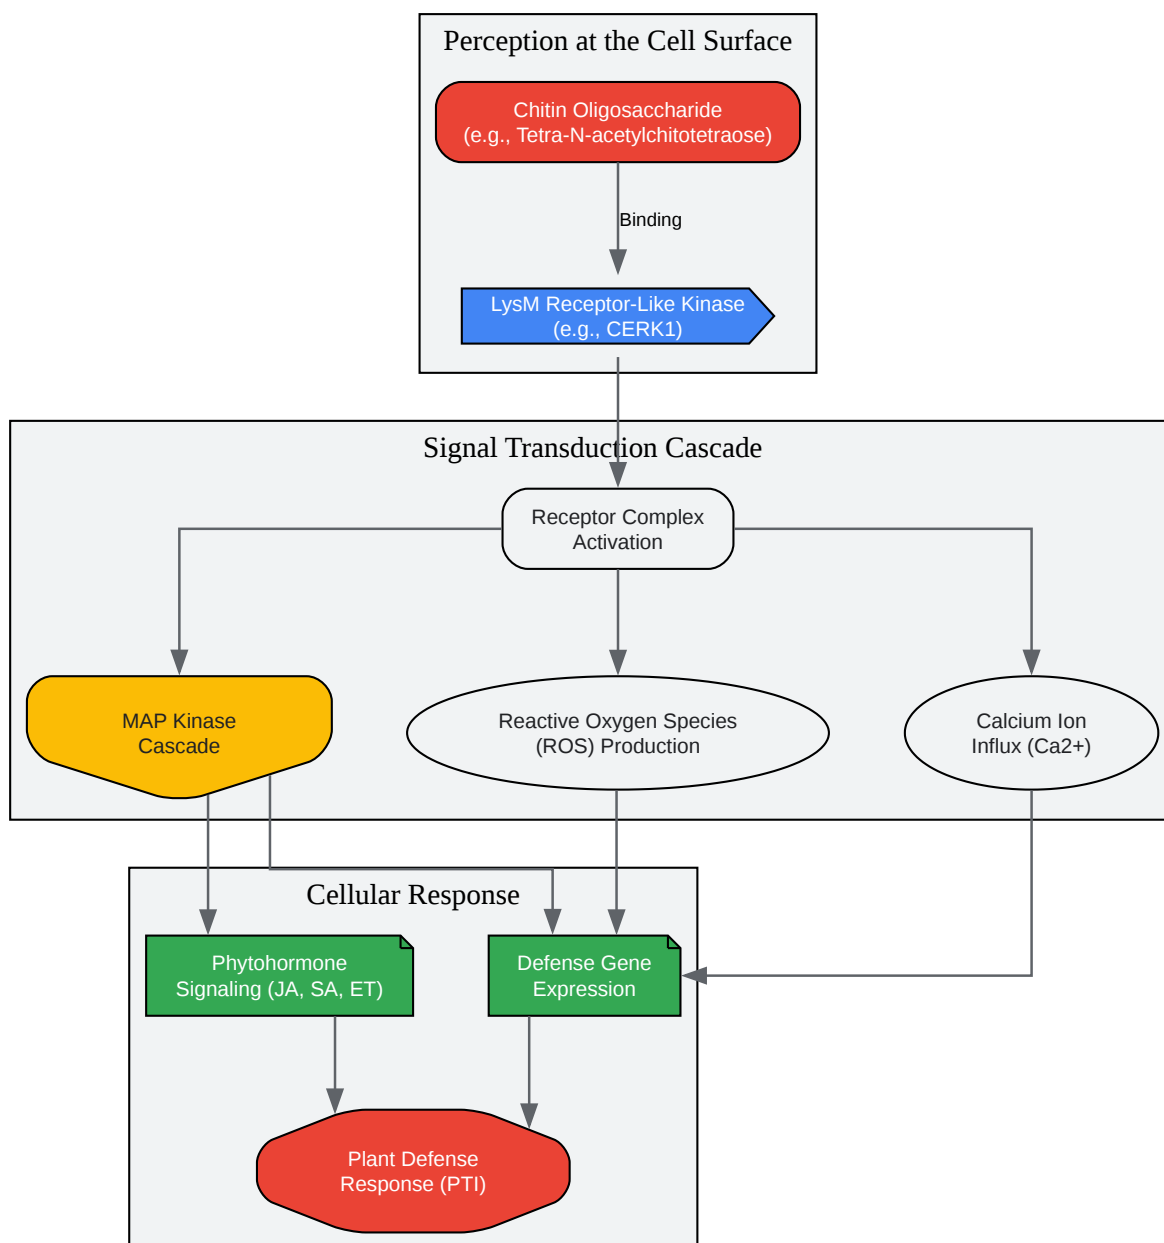 Perception at the Cell Surface
Chitin Oligosaccharide
(e.g., Tetra-N-acetylchitotetraose)
Binding
LysM Receptor-Like Kinase
(e.g., CERK1)
Signal Transduction Cascade
Receptor Complex
Activation
MAP Kinase
Cascade
Reactive Oxygen Species
(ROS) Production
Calcium Ion
Influx (Ca2+)
Cellular Response
Phytohormone
Signaling (JA, SA, ET)
Defense Gene
Expression
Plant Defense
Response (PTI)